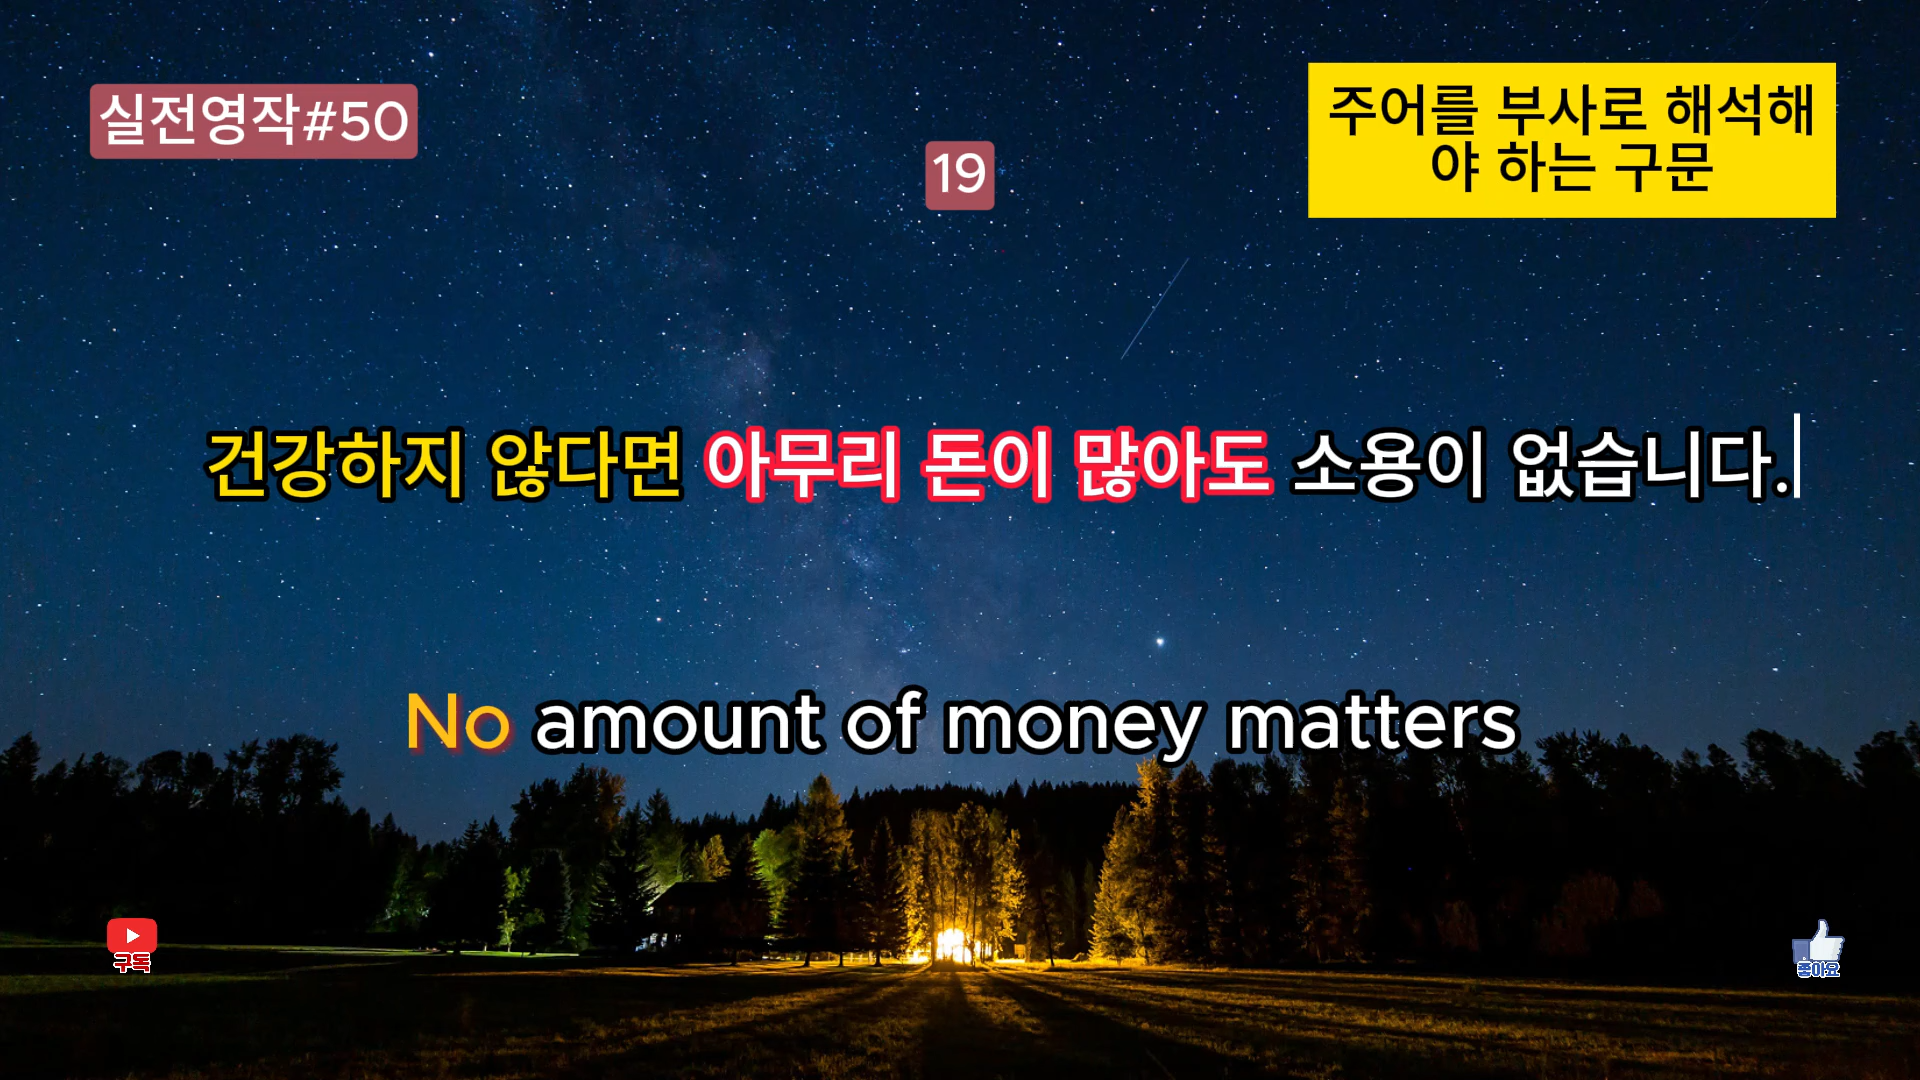 실전영작#50
19
주어를 부사로 해석해
야 하는 구문
건강하지 않다면 아무리 돈이 많아도 소용이 없습니다.
No amount of money matters
구독
좋아요